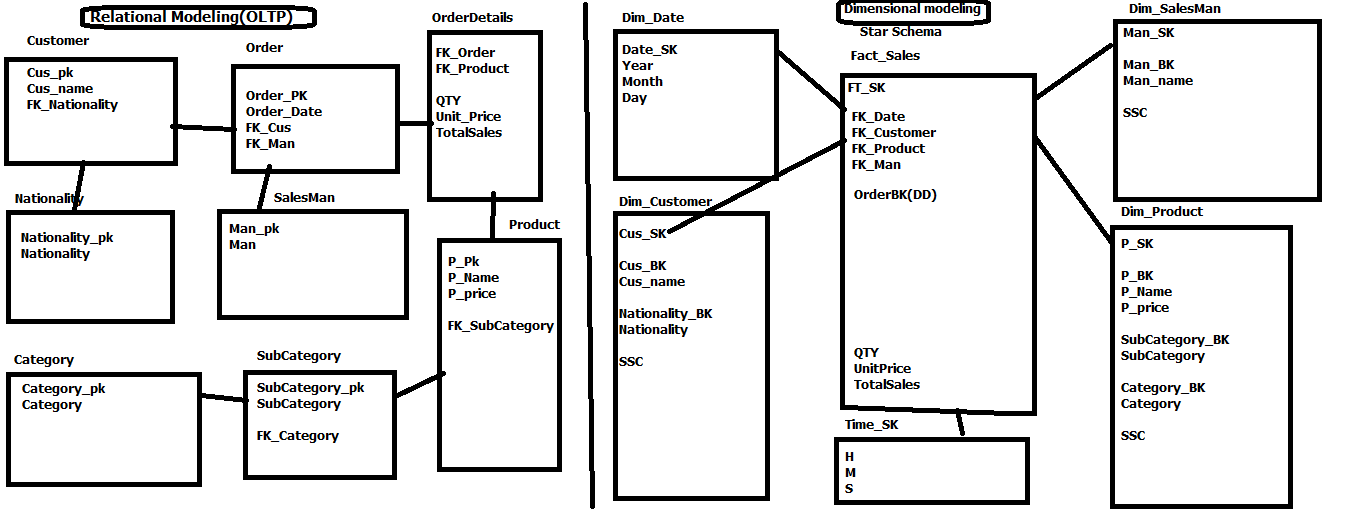 Relational Modeling(OLTP)
Customer
Cus_pk
Cus_name
FK_Nationality
Order
Order_PK
Order_Date
FK_Cus
FK_Man
OrderDetails
FK_Order
FK_Product
QTY
Unit_Price
TotalSales
Nationality
Nationality_pk
Nationality
SalesMan
Man_pk
Man
Product
P_Pk
P_Name
P_price
FK_SubCategory
Category
Category_pk
Category
SubCategory
SubCategory_pk
SubCategory
FK_Category
Dimensional modeling
Star Schema
Dim_Date
Date_SK
Year
Month
Day
Fact_Sales
FT_SK
FK_Date
FK_Customer
FK_Product
FK_Man
OrderBK(DD)
QTY
UnitPrice
TotalSales
Dim_SalesMan
Man_SK
Man_BK
Man_name
SSC
Dim_Customer
Cus_SK
Cus_BK
Cus_name
Nationality_BK
Nationality
SSC
Dim_Product
P_SK
P_BK
P_Name
P_price
SubCategory_BK
SubCategory
Category_BK
Category
SSC
Time_SK
H
M
S